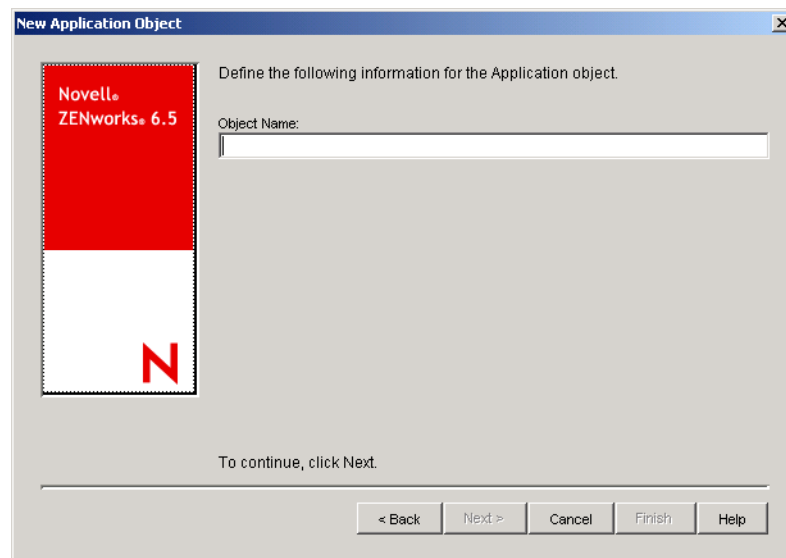 New Application Object
Novell®
ZENworks® 6.5
Define the following information for the Application object.
Object Name:
N
To continue, click Next.
< Back
Next >
Cancel
Finish
Help